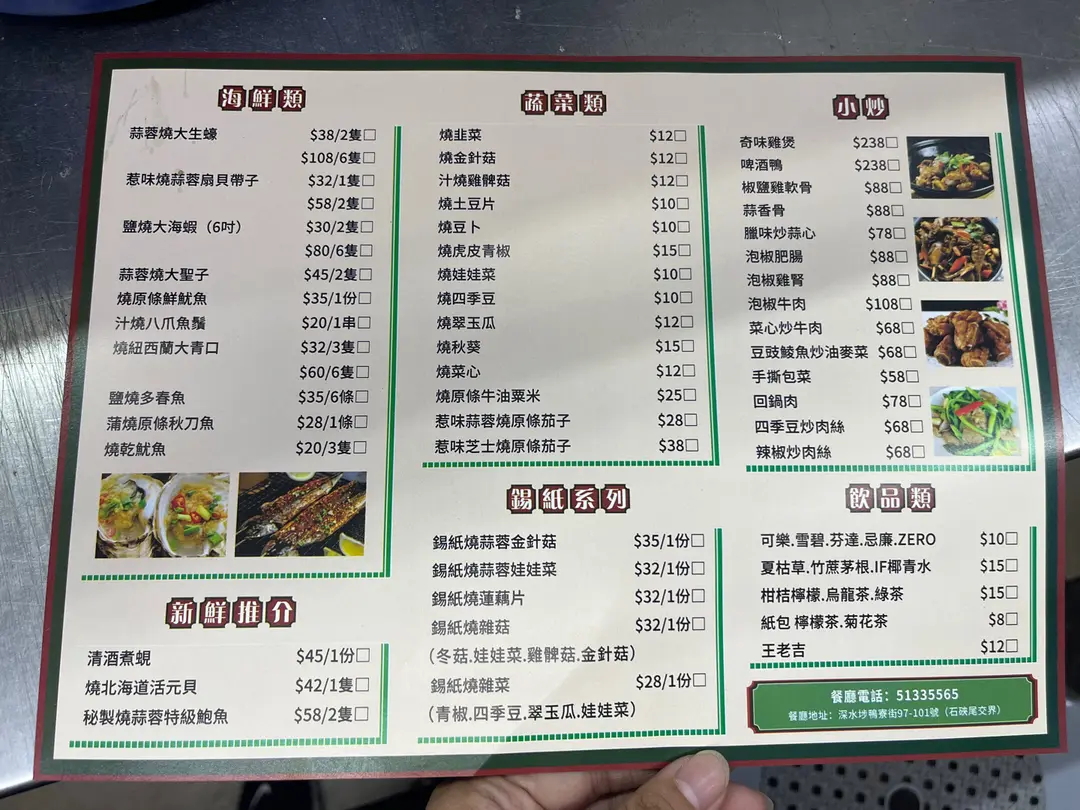 海鮮類
蒜蓉燒大生蠔 $38/2隻□
$108/6隻□
惹味燒蒜蓉扇貝帶子 $32/1隻□
$58/2隻□
鹽燒大海蝦（6吋） $30/2隻□
$80/6隻□
蒜蓉燒大聖子 $45/2隻□
燒原條鮮魷魚 $35/1份□
汁燒八爪魚鬚 $20/1串□
燒紐西蘭大青口 $32/3隻□
$60/6隻□
鹽燒多春魚 $35/6條□
蒲燒原條秋刀魚 $28/1條□
燒乾魷魚 $20/3隻□
新鮮推介
清酒煮蜆 $45/1份□
燒北海道活元貝 $42/1隻□
秘製燒蒜蓉特級鮑魚 $58/2隻□
蔬菜類
燒韭菜 $12□
燒金針菇 $12□
汁燒雞髀菇 $12□
燒土豆片 $10□
燒豆卜 $10□
燒虎皮青椒 $15□
燒娃娃菜 $10□
燒四季豆 $10□
燒翠玉瓜 $12□
燒秋葵 $15□
燒菜心 $12□
燒原條牛油粟米 $25□
惹味蒜蓉燒原條茄子 $28□
惹味芝士燒原條茄子 $38□
錫紙系列
錫紙燒蒜蓉金針菇 $35/1份□
錫紙燒蒜蓉娃娃菜 $32/1份□
錫紙燒蓮藕片 $32/1份□
錫紙燒雜菇 $32/1份□
（冬菇.娃娃菜.雞髀菇.金針菇）
錫紙燒雜菜 $28/1份□
（青椒.四季豆.翠玉瓜.娃娃菜）
小炒
奇味雞煲 $238□
啤酒鴨 $238□
椒鹽雞軟骨 $88□
蒜香骨 $88□
臘味炒蒜心 $78□
泡椒肥腸 $88□
泡椒雞腎 $88□
泡椒牛肉 $108□
菜心炒牛肉 $68□
豆豉鯪魚炒油麥菜 $68□
手撕包菜 $58□
回鍋肉 $78□
四季豆炒肉絲 $68□
辣椒炒肉絲 $68□
飲品類
可樂.雪碧.芬達.忌廉.ZERO $10□
夏枯草.竹蔗茅根.IF椰青水 $15□
柑桔檸檬.烏龍茶.綠茶 $15□
紙包 檸檬茶.菊花茶 $8□
王老吉 $12□
餐廳電話：51335565
餐廳地址：深水埗鴨寮街97-101號（石硤尾交界）